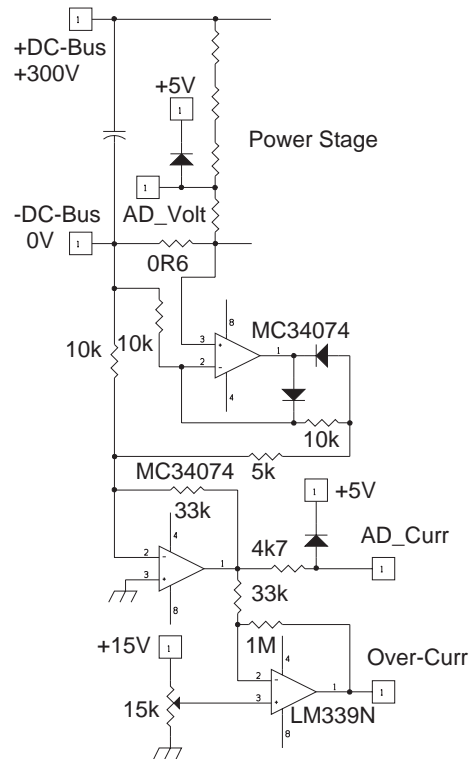 1
+DC-Bus
+300V
+5V
1
Power Stage
1
AD_Volt
-DC-Bus
0V
1
0R6
8
MC34074
3
+
1
10k
10k
2
-
4
10k
5k
MC34074
33k
1
+5V
4
AD_Curr
2
-
1
4k7
1
3
+
33k
8
+15V
1M
1
4
Over-Curr
2
-
1
1
15k
3
+
LM339N
8